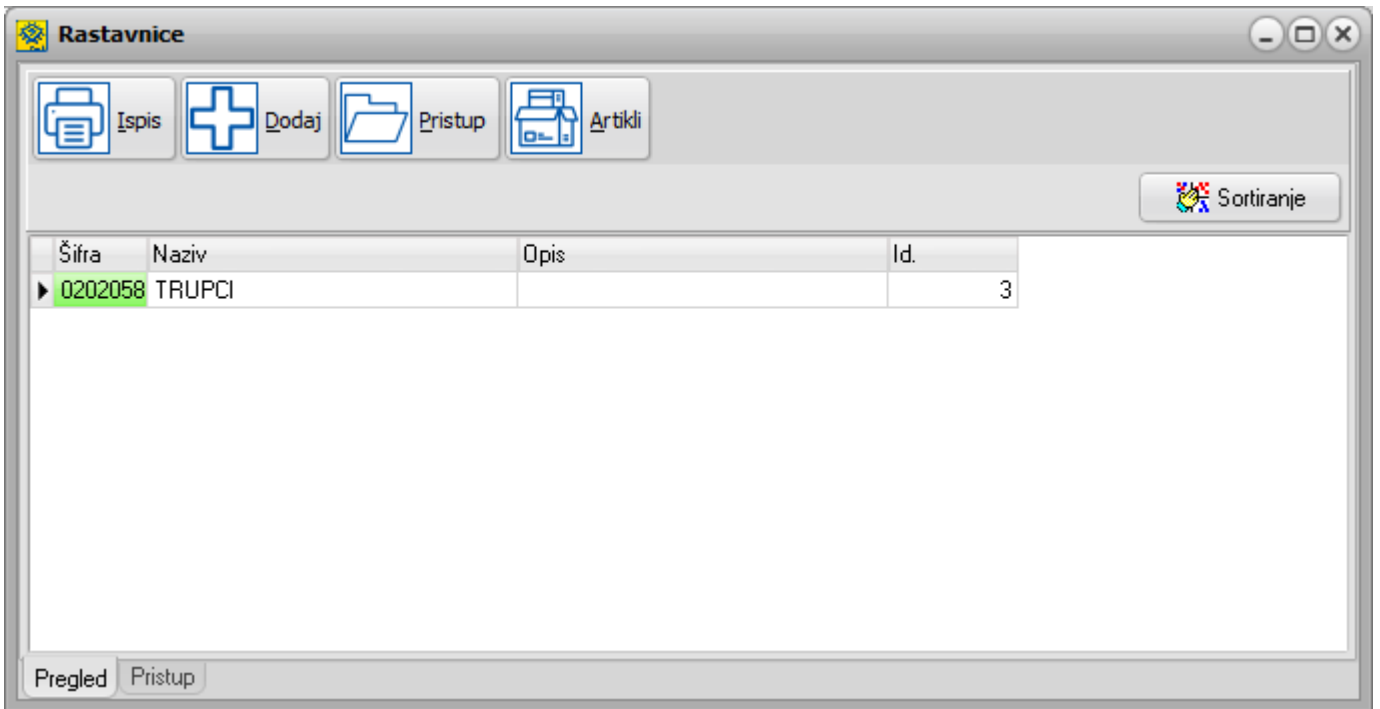 Rastavnice
Ispis Dodaj Pristup Artikli
Sortiranje
Šifra Naziv Opis Id.
0202058 TRUPCI 3
Pregled Pristup